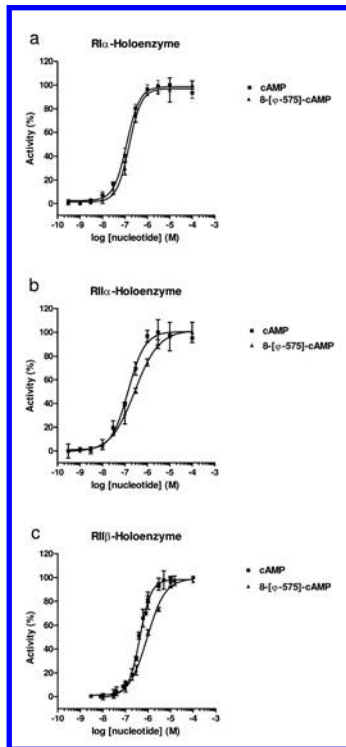 a
RIα-Holoenzyme
Activity (%)
120
100
80
60
40
20
0
-10 -9 -8 -7 -6 -5 -4 -3
log [nucleotide] (M)
cAMP
8-[φ-575]-cAMP
b
RIIα-Holoenzyme
Activity (%)
120
100
80
60
40
20
0
-10 -9 -8 -7 -6 -5 -4 -3
log [nucleotide] (M)
cAMP
8-[φ-575]-cAMP
c
RIIβ-Holoenzyme
Activity (%)
120
100
80
60
40
20
0
-10 -9 -8 -7 -6 -5 -4 -3
log [nucleotide] (M)
cAMP
8-[φ-575]-cAMP